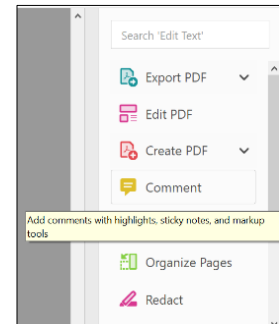 Search 'Edit Text'
Export PDF
Edit PDF
Create PDF
Comment
Add comments with highlights, sticky notes, and markup
tools
Organize Pages
Redact